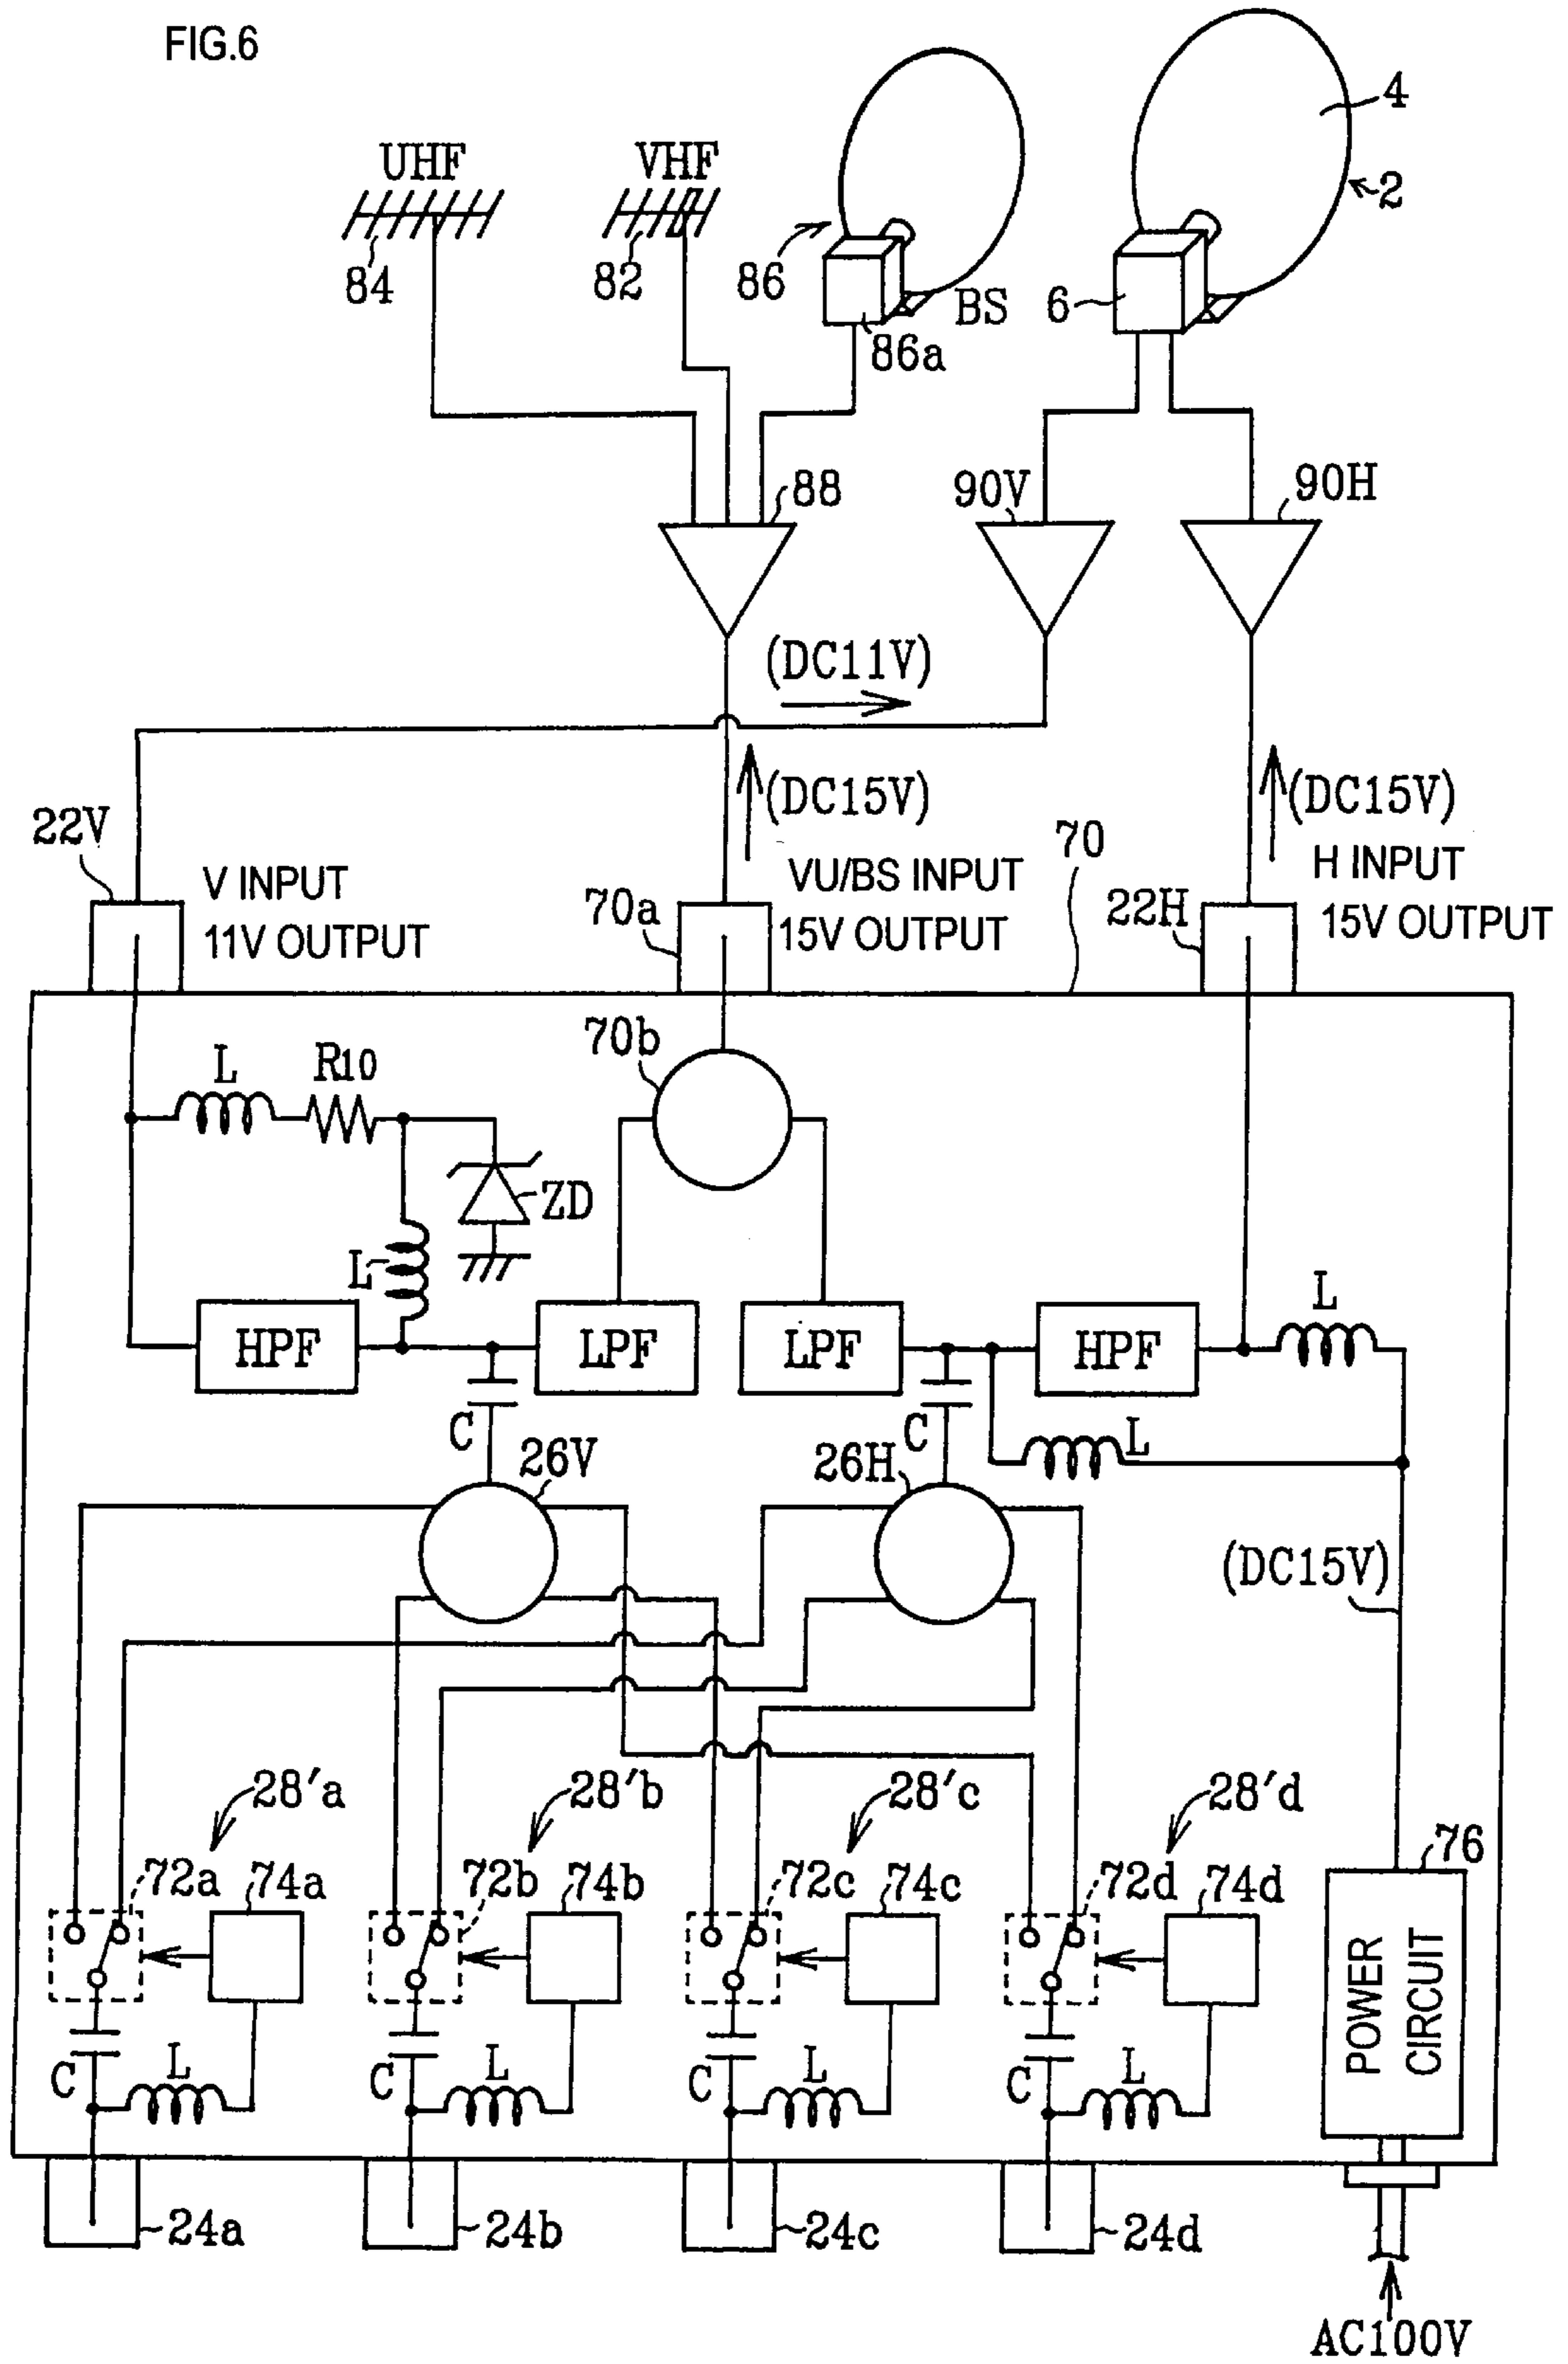 FIG.6
UHF
VHF
4
2
84
82
86
BS
6
86a
88
90V
90H
(DC11V)
(DC15V)
(DC15V)
22V
V INPUT
11V OUTPUT
70a
VU/BS INPUT
15V OUTPUT
70
22H
H INPUT
15V OUTPUT
70b
L
R10
ZD
L
L
HPF
LPF
LPF
HPF
C
C
L
26V
26H
(DC15V)
28'a
28'b
28'c
28'd
76
72a
74a
72b
74b
72c
74c
72d
74d
POWER
CIRCUIT
C
L
C
L
C
L
C
L
24a
24b
24c
24d
AC100V